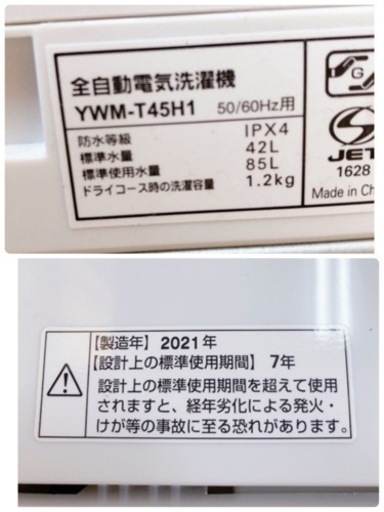 全自動電気洗濯機
YWM-T45H1 50/60Hz用
防水等級 IPX4
標準水量 42L
標準使用水量 85L
ドライコース時の洗濯容量 1.2kg
G
JET
1628
Made in Ch
【製造年】2021年
【設計上の標準使用期間】 7年
設計上の標準使用期間を超えて使用
されますと、経年劣化による発火・
けが等の事故に至る恐れがあります。